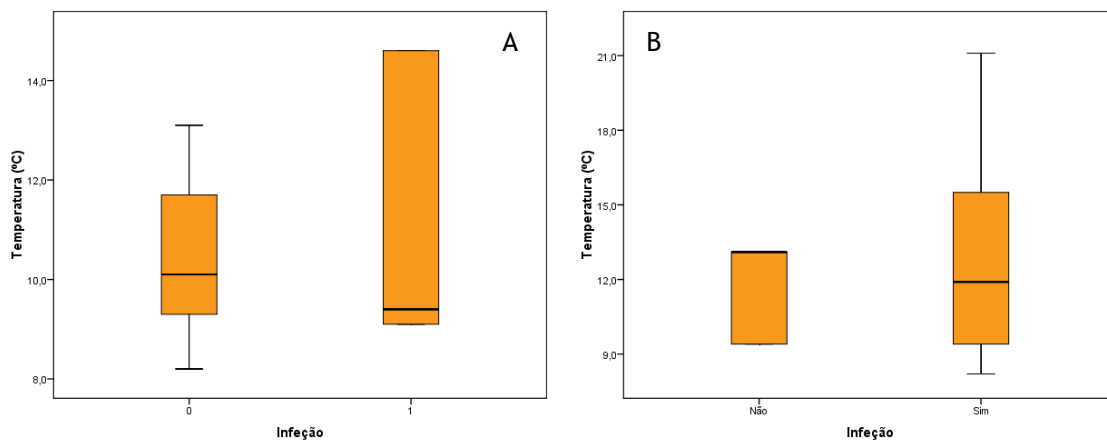 A
Temperatura (ºC)
14,0
12,0
10,0
8,0
0
1
Infeção
B
Temperatura (ºC)
21,0
18,0
15,0
12,0
9,0
Não
Sim
Infeção